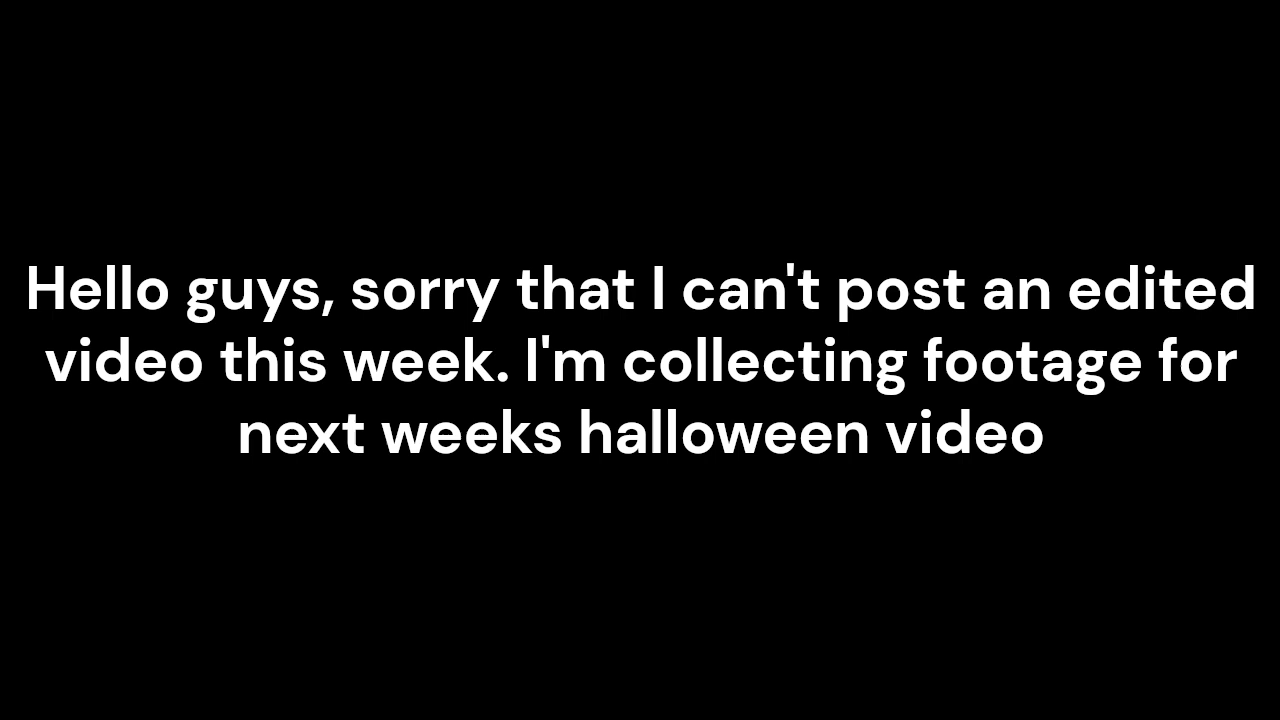 Hello guys, sorry that I can't post an edited
video this week. I'm collecting footage for
next weeks halloween video